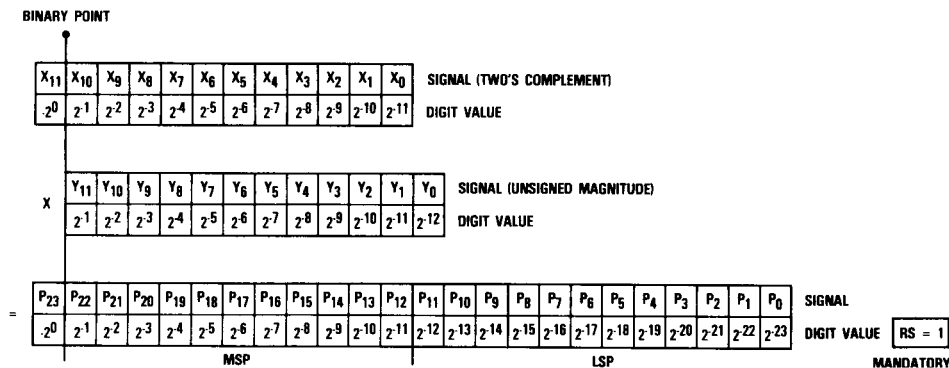 BINARY POINT
X11 X10 X9 X8 X7 X6 X5 X4 X3 X2 X1 X0 SIGNAL (TWO'S COMPLEMENT)
-2^0 2^-1 2^-2 2^-3 2^-4 2^-5 2^-6 2^-7 2^-8 2^-9 2^-10 2^-11 DIGIT VALUE
X Y11 Y10 Y9 Y8 Y7 Y6 Y5 Y4 Y3 Y2 Y1 Y0 SIGNAL (UNSIGNED MAGNITUDE)
2^-1 2^-2 2^-3 2^-4 2^-5 2^-6 2^-7 2^-8 2^-9 2^-10 2^-11 2^-12 DIGIT VALUE
= P23 P22 P21 P20 P19 P18 P17 P16 P15 P14 P13 P12 P11 P10 P9 P8 P7 P6 P5 P4 P3 P2 P1 P0 SIGNAL
-2^0 2^-1 2^-2 2^-3 2^-4 2^-5 2^-6 2^-7 2^-8 2^-9 2^-10 2^-11 2^-12 2^-13 2^-14 2^-15 2^-16 2^-17 2^-18 2^-19 2^-20 2^-21 2^-22 2^-23 DIGIT VALUE RS = 1
MSP LSP MANDATORY